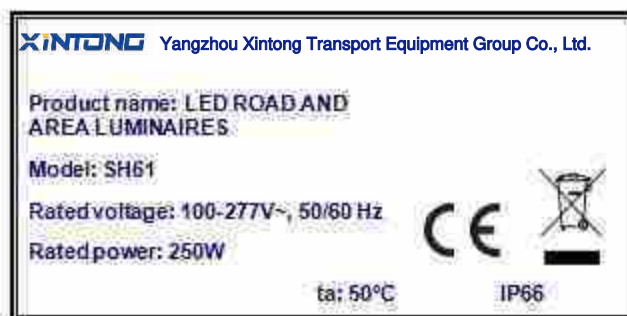 XINTONG Yangzhou Xintong Transport Equipment Group Co., Ltd.
Product name: LED ROAD AND
AREA LUMINAIRES
Model: SH61
Rated voltage: 100-277V~, 50/60 Hz
Rated power: 250W
CE
ta: 50°C IP66